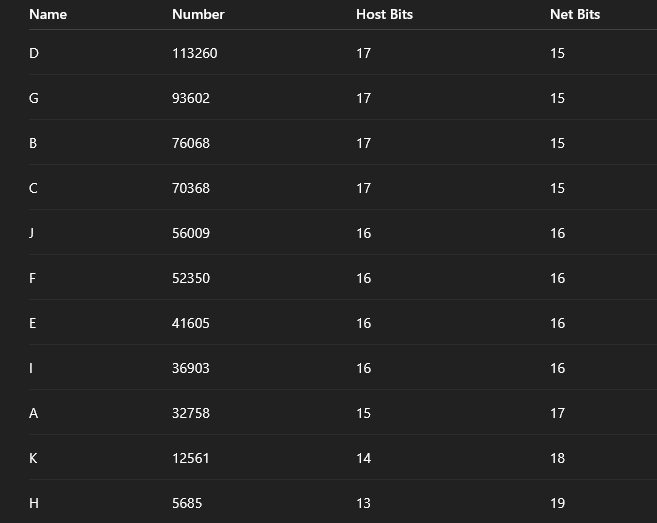 Name Number Host Bits Net Bits
D 113260 17 15
G 93602 17 15
B 76068 17 15
C 70368 17 15
J 56009 16 16
F 52350 16 16
E 41605 16 16
I 36903 16 16
A 32758 15 17
K 12561 14 18
H 5685 13 19